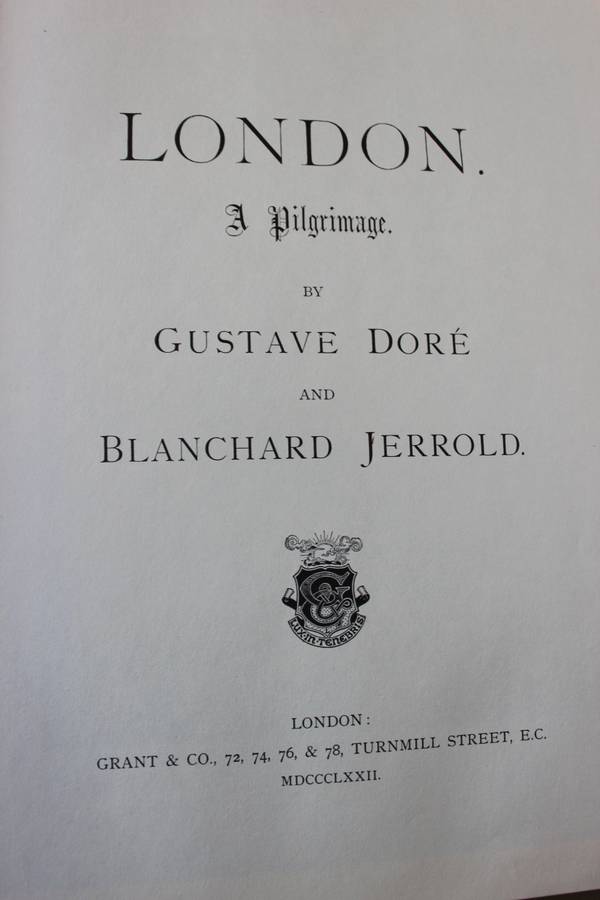 LONDON.
A Pilgrimage.
BY
GUSTAVE DORÉ
AND
BLANCHARD JERROLD.
G &
LUX·IN·TENEBRIS
LONDON:
GRANT & CO., 72, 74, 76, & 78, TURNMILL STREET, E.C.
MDCCCLXXII.